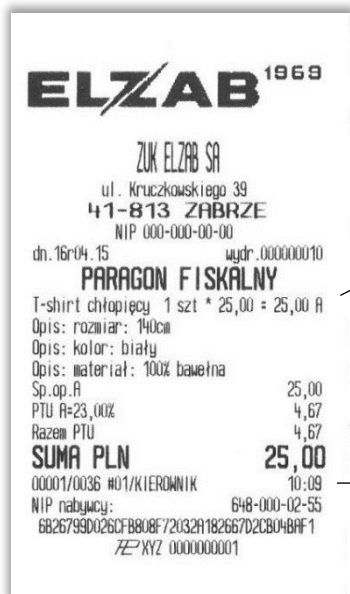 ELZAB 1969
ZUK ELZAB SA
ul. Kruczkowskiego 39
41-813 ZABRZE
NIP 000-000-00-00
dn.16r04.15 wydr.000000010
PARAGON FISKALNY
T-shirt chłopięcy 1 szt * 25,00 = 25,00 A
Opis: rozmiar: 140cm
Opis: kolor: biały
Opis: materiał: 100% bawełna
Sp.op.A 25,00
PTU A=23,00% 4,67
Razem PTU 4,67
SUMA PLN 25,00
00001/0036 #01/KIEROWNIK 10:09
NIP nabywcy: 648-000-02-55
6B26799D026CFB808F72032A182667D2CB04BAF1
XYZ 0000000001